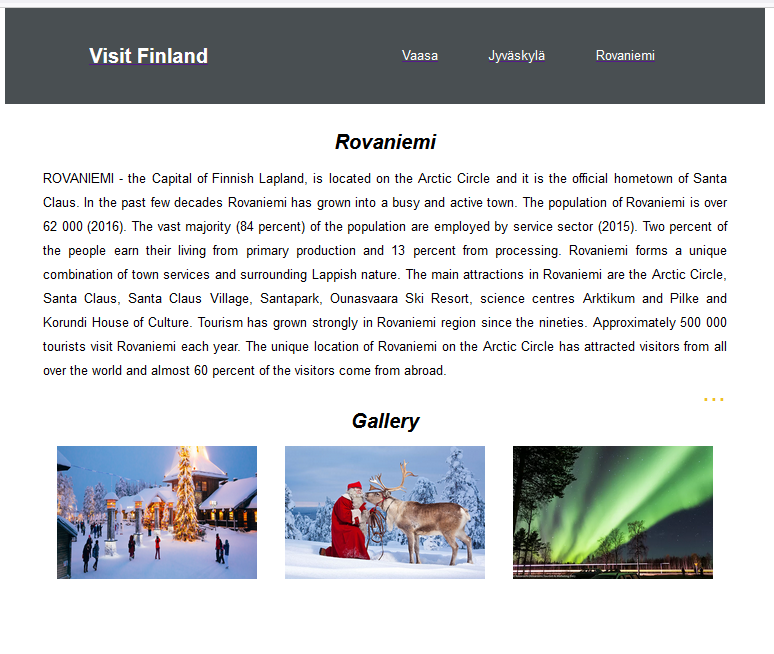 Visit Finland
Vaasa
Jyväskylä
Rovaniemi
Rovaniemi
ROVANIEMI - the Capital of Finnish Lapland, is located on the Arctic Circle and it is the official hometown of Santa
Claus. In the past few decades Rovaniemi has grown into a busy and active town. The population of Rovaniemi is over
62 000 (2016). The vast majority (84 percent) of the population are employed by service sector (2015). Two percent of
the people earn their living from primary production and 13 percent from processing. Rovaniemi forms a unique
combination of town services and surrounding Lappish nature. The main attractions in Rovaniemi are the Arctic Circle,
Santa Claus, Santa Claus Village, Santapark, Ounasvaara Ski Resort, science centres Arktikum and Pilke and
Korundi House of Culture. Tourism has grown strongly in Rovaniemi region since the nineties. Approximately 500 000
tourists visit Rovaniemi each year. The unique location of Rovaniemi on the Arctic Circle has attracted visitors from all
over the world and almost 60 percent of the visitors come from abroad.
...
Gallery